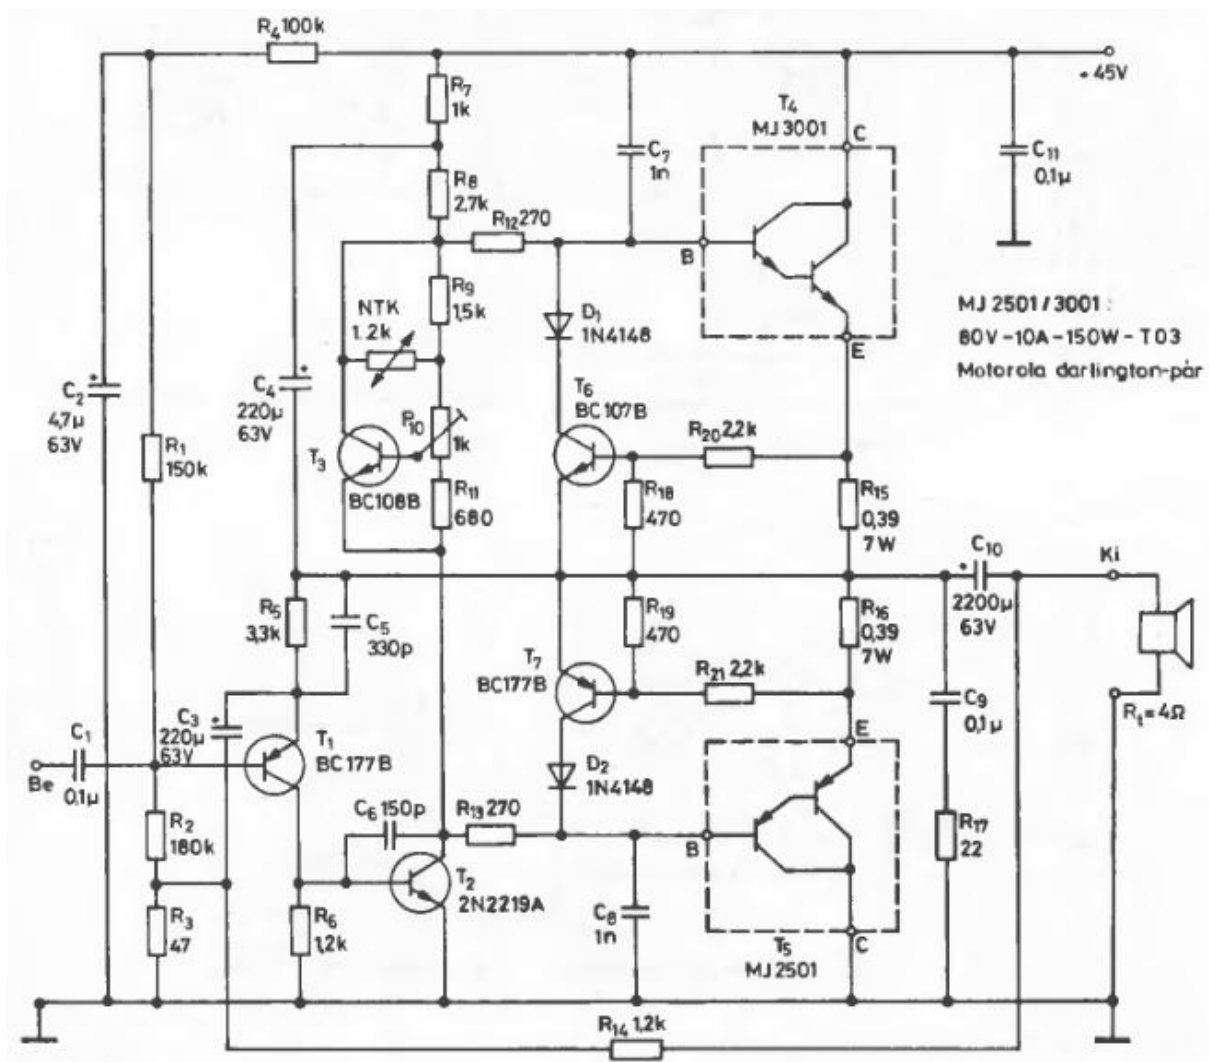 R4 100k
R7
1k
+45V
T4
MJ 3001
C
C7
1n
C11
0,1µ
R8
2,7k
R12 270
B
R9
1,5k
NTK
1.2k
D1
1N4148
E
MJ 2501 / 3001 :
80V-10A-150W-T03
Motorola darlington-pár
C2
4,7µ
63V
C4
220µ
63V
T6
BC107B
P10
1k
R1
150k
R20 2,2k
T3
BC108B
R11
680
R18
470
R15
0,39
7W
C10
2200µ
63V
Ki
R5
3,3k
C5
330p
R19
470
R16
0,39
7W
T7
BC177B
R21 2,2k
C9
0,1µ
Rt=4Ω
C3
220µ
63V
C1
0.1µ
Be
T1
BC 177B
D2
1N4148
E
C6 150p
R13 270
B
R2
180k
R17
22
T2
2N2219A
R3
47
R6
1,2k
C8
1n
C
T5
MJ 2501
R14 1,2k